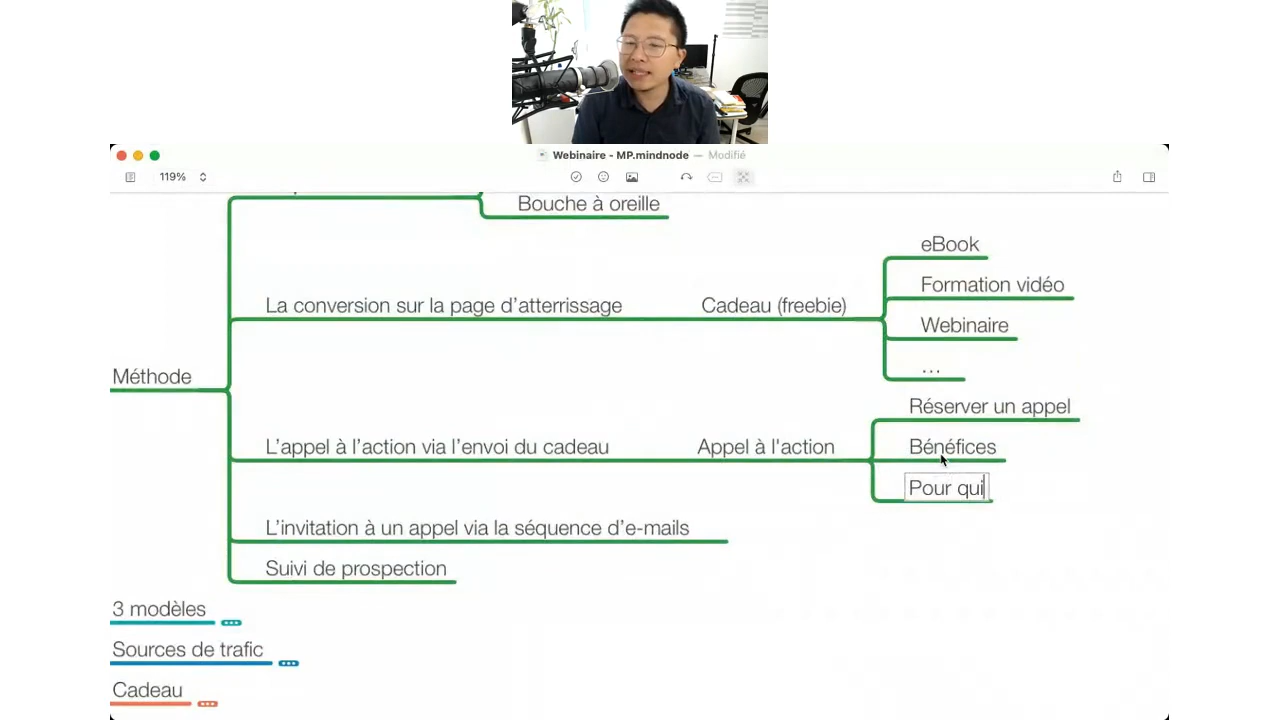 Webinaire - MP.mindnode — Modifié
119%
Bouche à oreille
eBook
Formation vidéo
La conversion sur la page d’atterrissage
Cadeau (freebie)
Webinaire
...
Méthode
Réserver un appel
L’appel à l’action via l’envoi du cadeau
Appel à l'action
Bénéfices
Pour qui
L’invitation à un appel via la séquence d’e-mails
Suivi de prospection
3 modèles
Sources de trafic
Cadeau